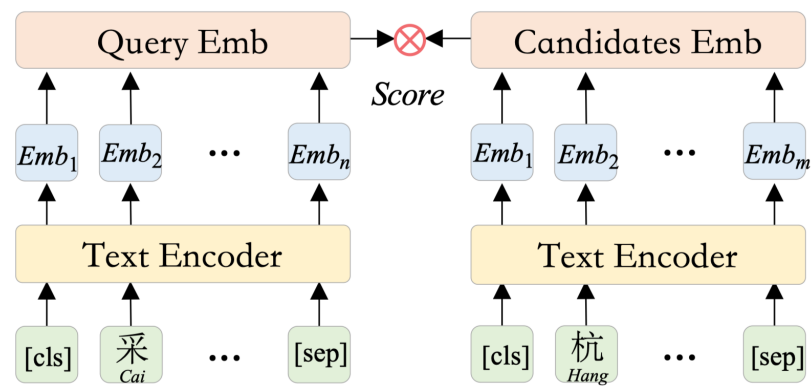 Query Emb
Candidates Emb
Score
Emb1 Emb2 ... Embn
Emb1 Emb2 ... Embm
Text Encoder
Text Encoder
[cls] 采 ... [sep]
Cai
[cls] 杭 ... [sep]
Hang